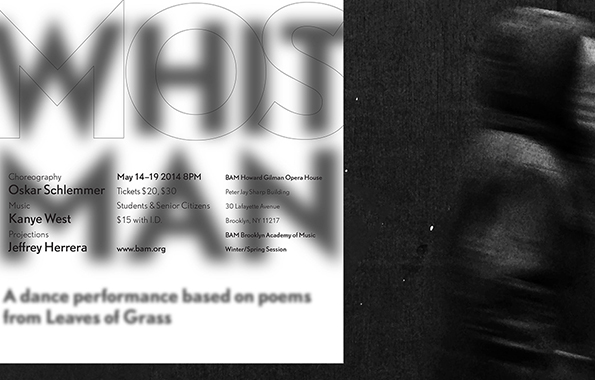 WHIT
MOS
MAN
Choreography
Oskar Schlemmer
Music
Kanye West
Projections
Jeffrey Herrera
May 14–19 2014 8PM
Tickets $20, $30
Students & Senior Citizens
$15 with I.D.
www.bam.org
BAM Howard Gilman Opera House
Peter Jay Sharp Building
30 Lafayette Avenue
Brooklyn, NY 11217
BAM Brooklyn Academy of Music
Winter/Spring Session
A dance performance based on poems
from Leaves of Grass